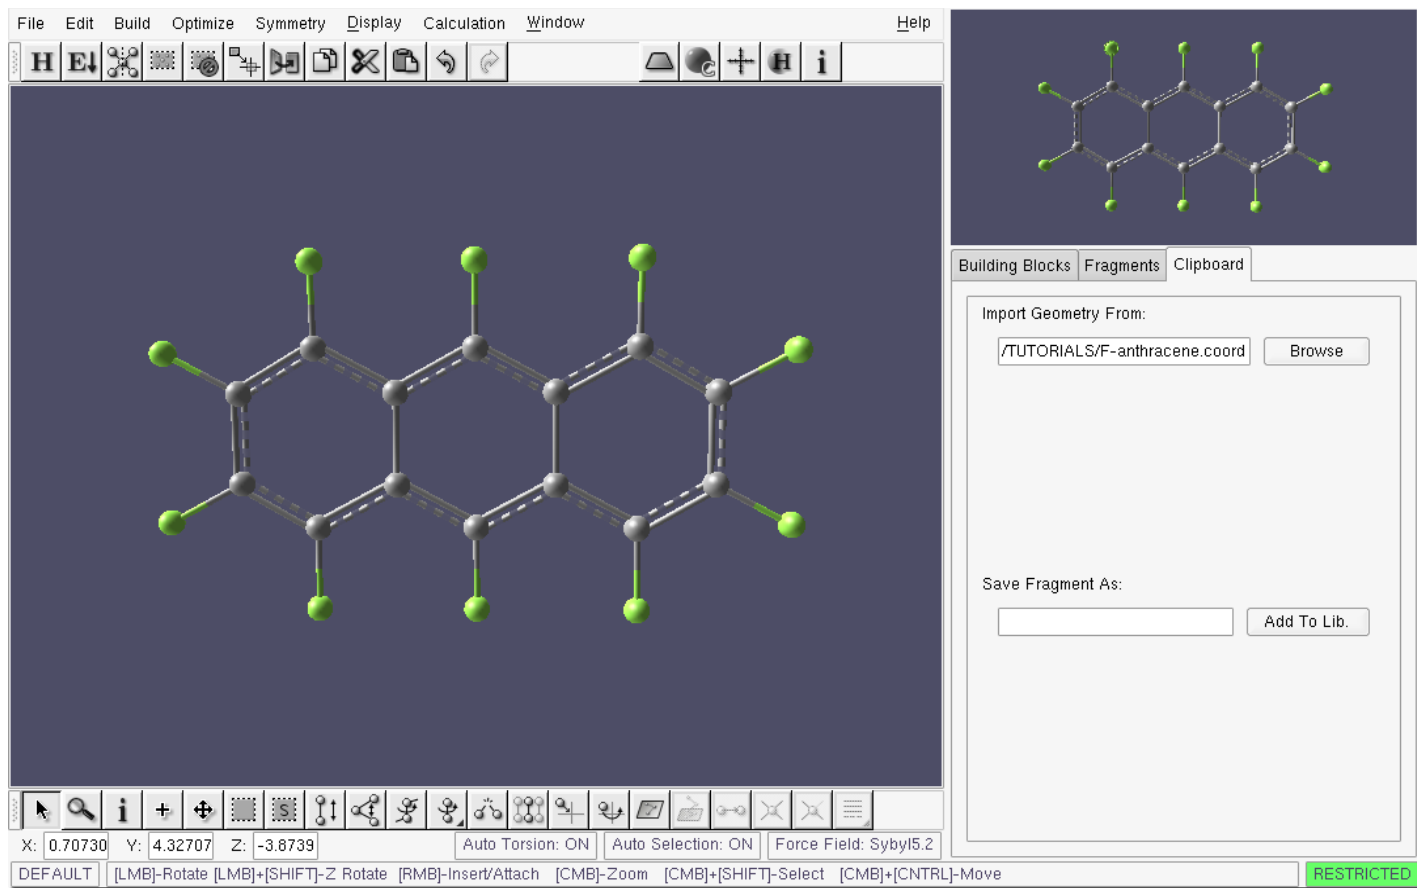 File Edit Build Optimize Symmetry Display Calculation Window Help
H E C H i
Building Blocks Fragments Clipboard
Import Geometry From:
/TUTORIALS/F-anthracene.coord Browse
Save Fragment As:
Add To Lib.
i S
X: 0.70730 Y: 4.32707 Z: -3.8739 Auto Torsion: ON Auto Selection: ON Force Field: Sybyl5.2
DEFAULT [LMB]-Rotate [LMB]+[SHIFT]-Z Rotate [RMB]-Insert/Attach [CMB]-Zoom [CMB]+[SHIFT]-Select [CMB]+[CNTRL]-Move RESTRICTED